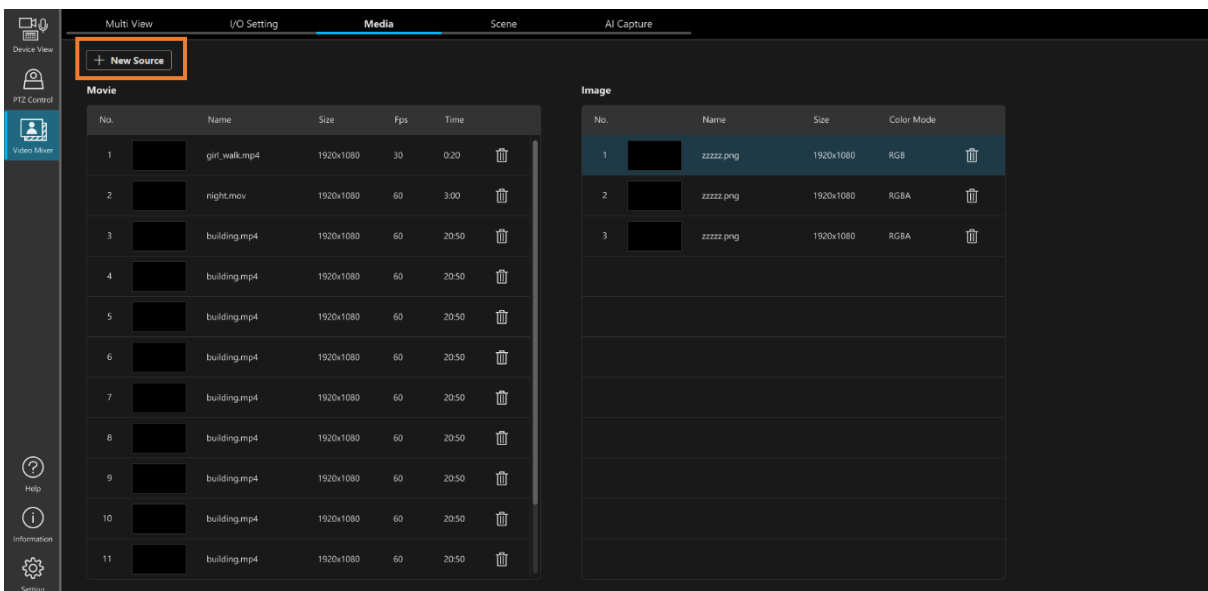 Multi View I/O Setting Media Scene AI Capture
Device View
PTZ Control
Video Mixer
Help
Information
Setting
+ New Source
Movie
No. Name Size Fps Time
1 girl_walk.mp4 1920x1080 30 0:20
2 night.mov 1920x1080 60 3:00
3 building.mp4 1920x1080 60 20:50
4 building.mp4 1920x1080 60 20:50
5 building.mp4 1920x1080 60 20:50
6 building.mp4 1920x1080 60 20:50
7 building.mp4 1920x1080 60 20:50
8 building.mp4 1920x1080 60 20:50
9 building.mp4 1920x1080 60 20:50
10 building.mp4 1920x1080 60 20:50
11 building.mp4 1920x1080 60 20:50
Image
No. Name Size Color Mode
1 zzzzz.png 1920x1080 RGB
2 zzzzz.png 1920x1080 RGBA
3 zzzzz.png 1920x1080 RGBA